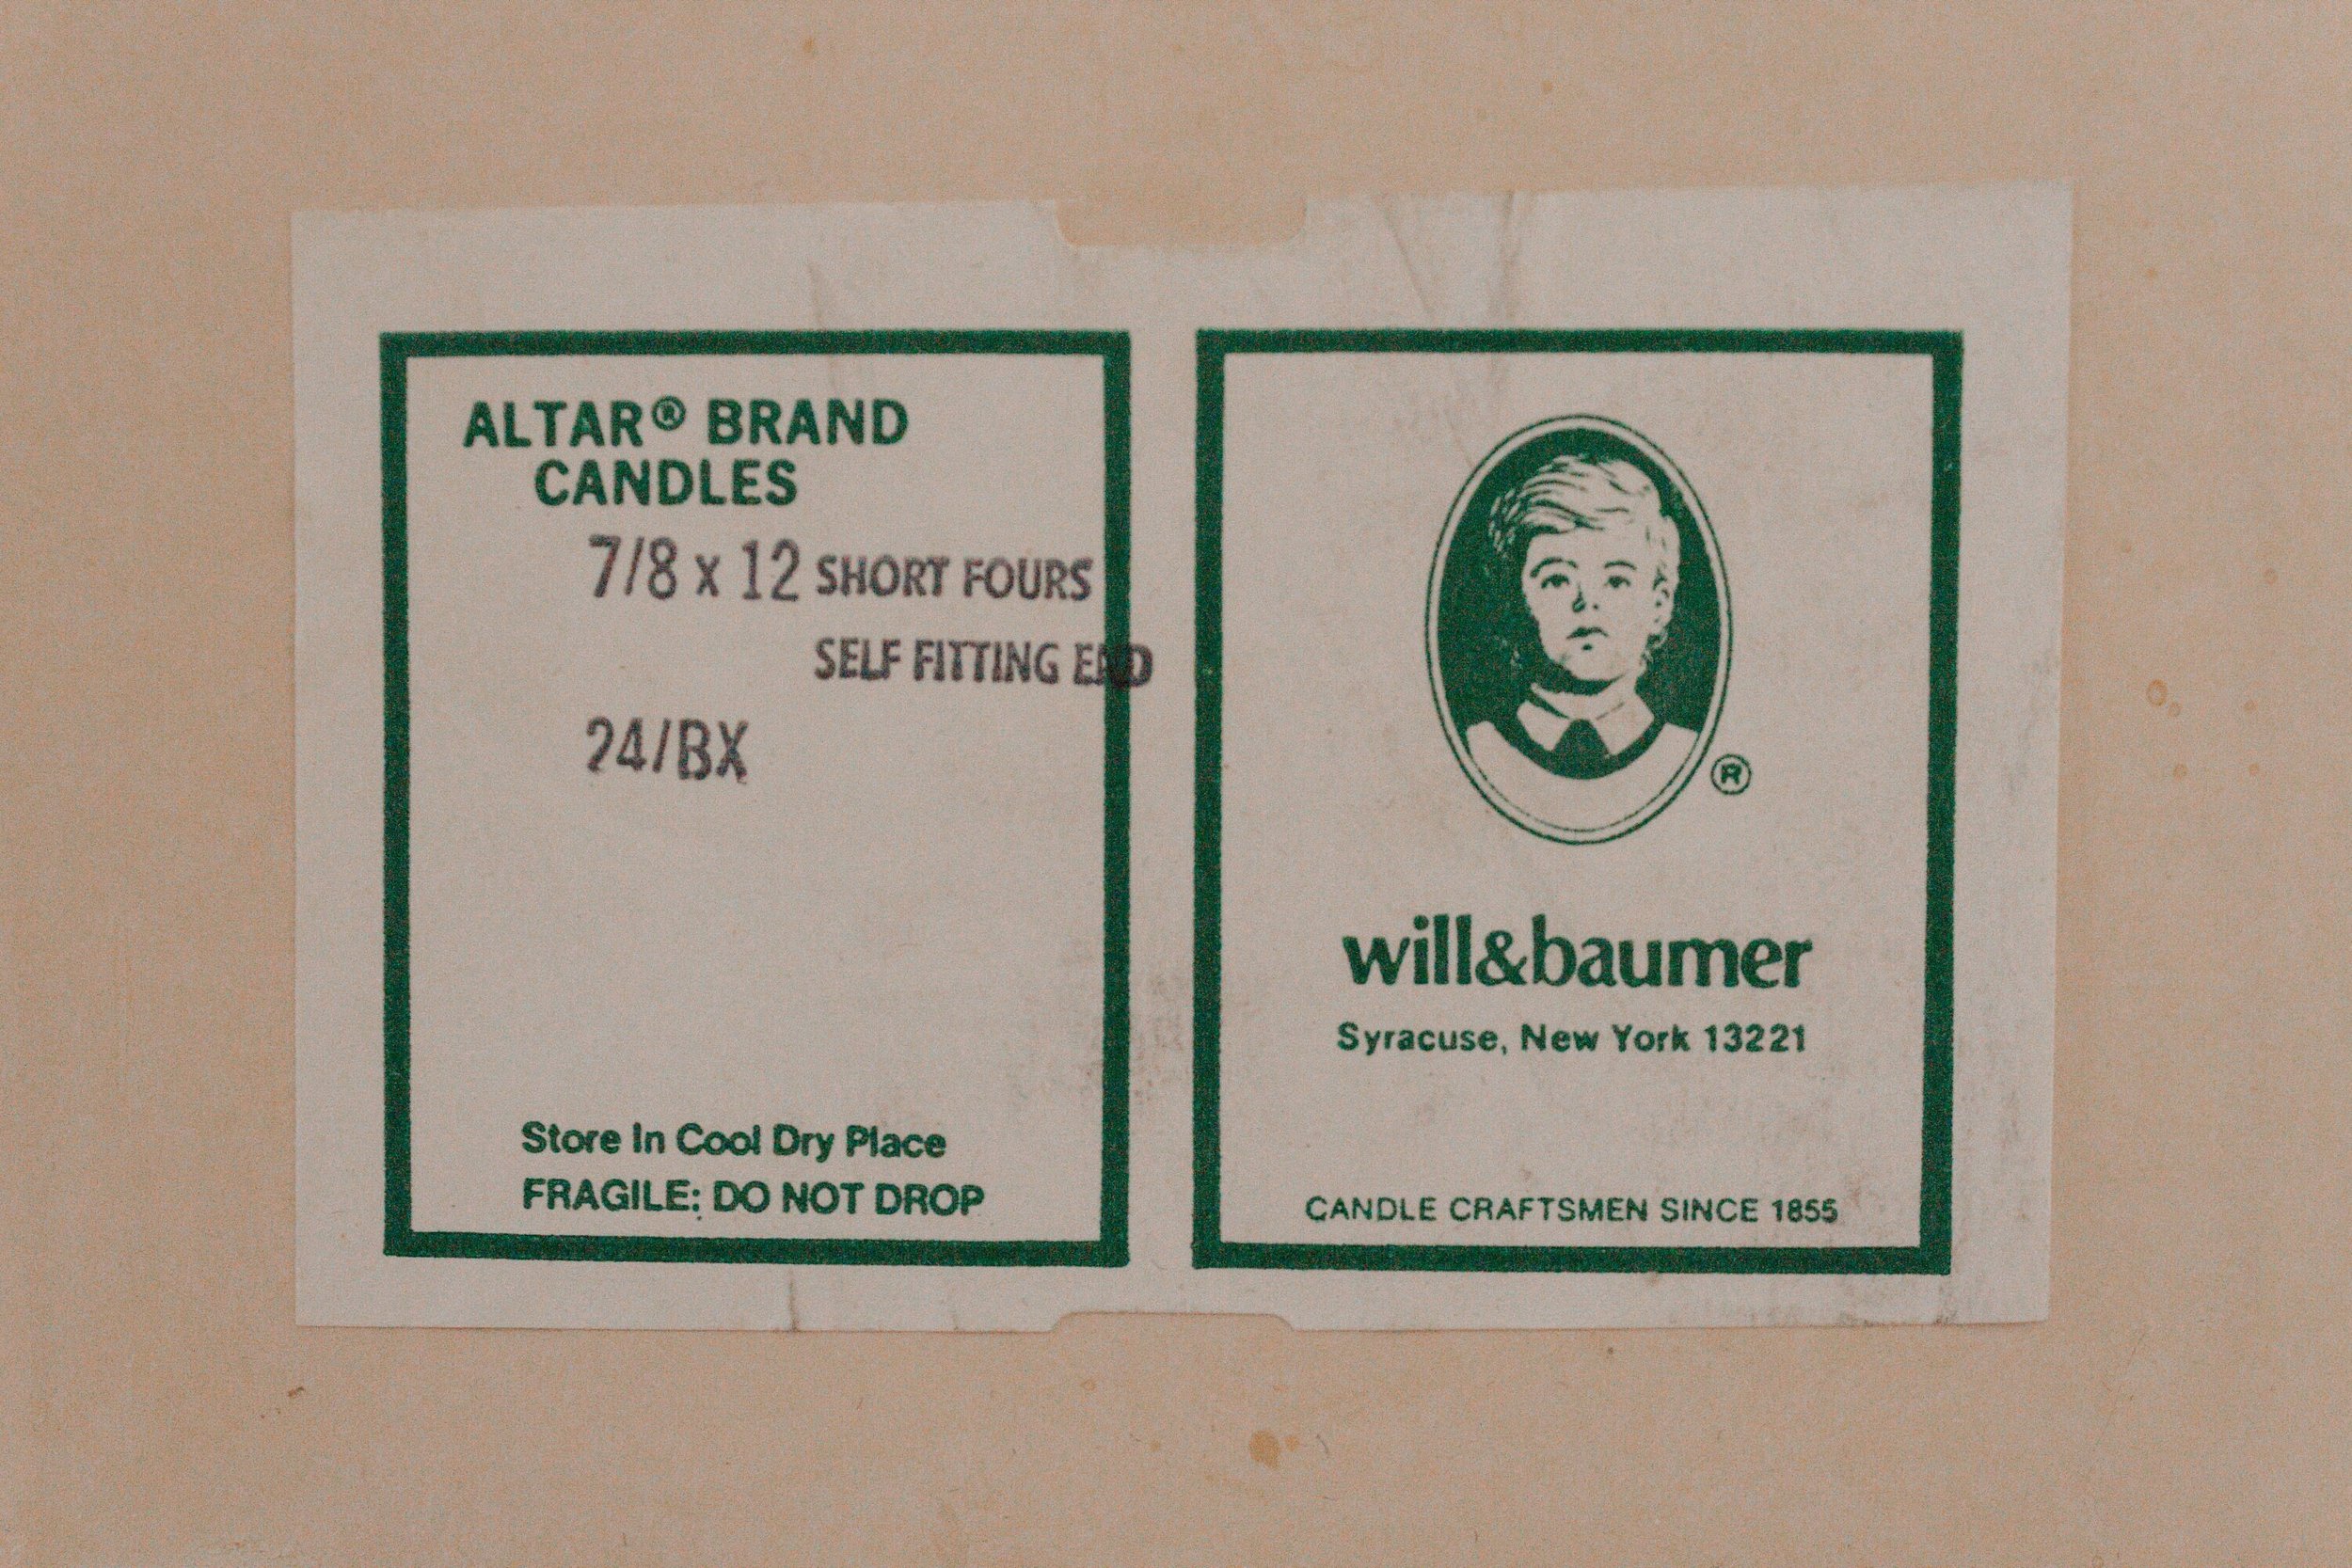 ALTAR® BRAND
CANDLES
7/8 x 12 SHORT FOURS
SELF FITTING END
24/BX
Store In Cool Dry Place
FRAGILE: DO NOT DROP
®
will&baumer
Syracuse, New York 13221
CANDLE CRAFTSMEN SINCE 1855